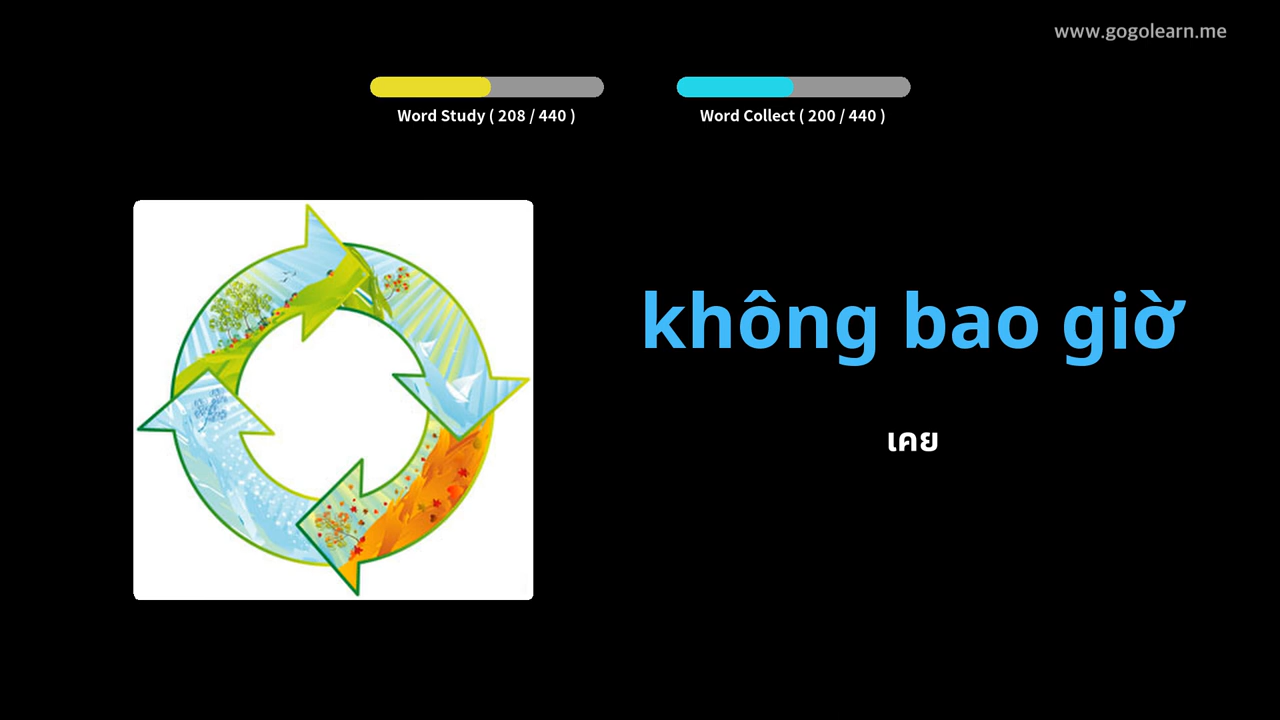 www.gogolearn.me
Word Study ( 208 / 440 )
Word Collect ( 200 / 440 )
không bao giờ
เคย